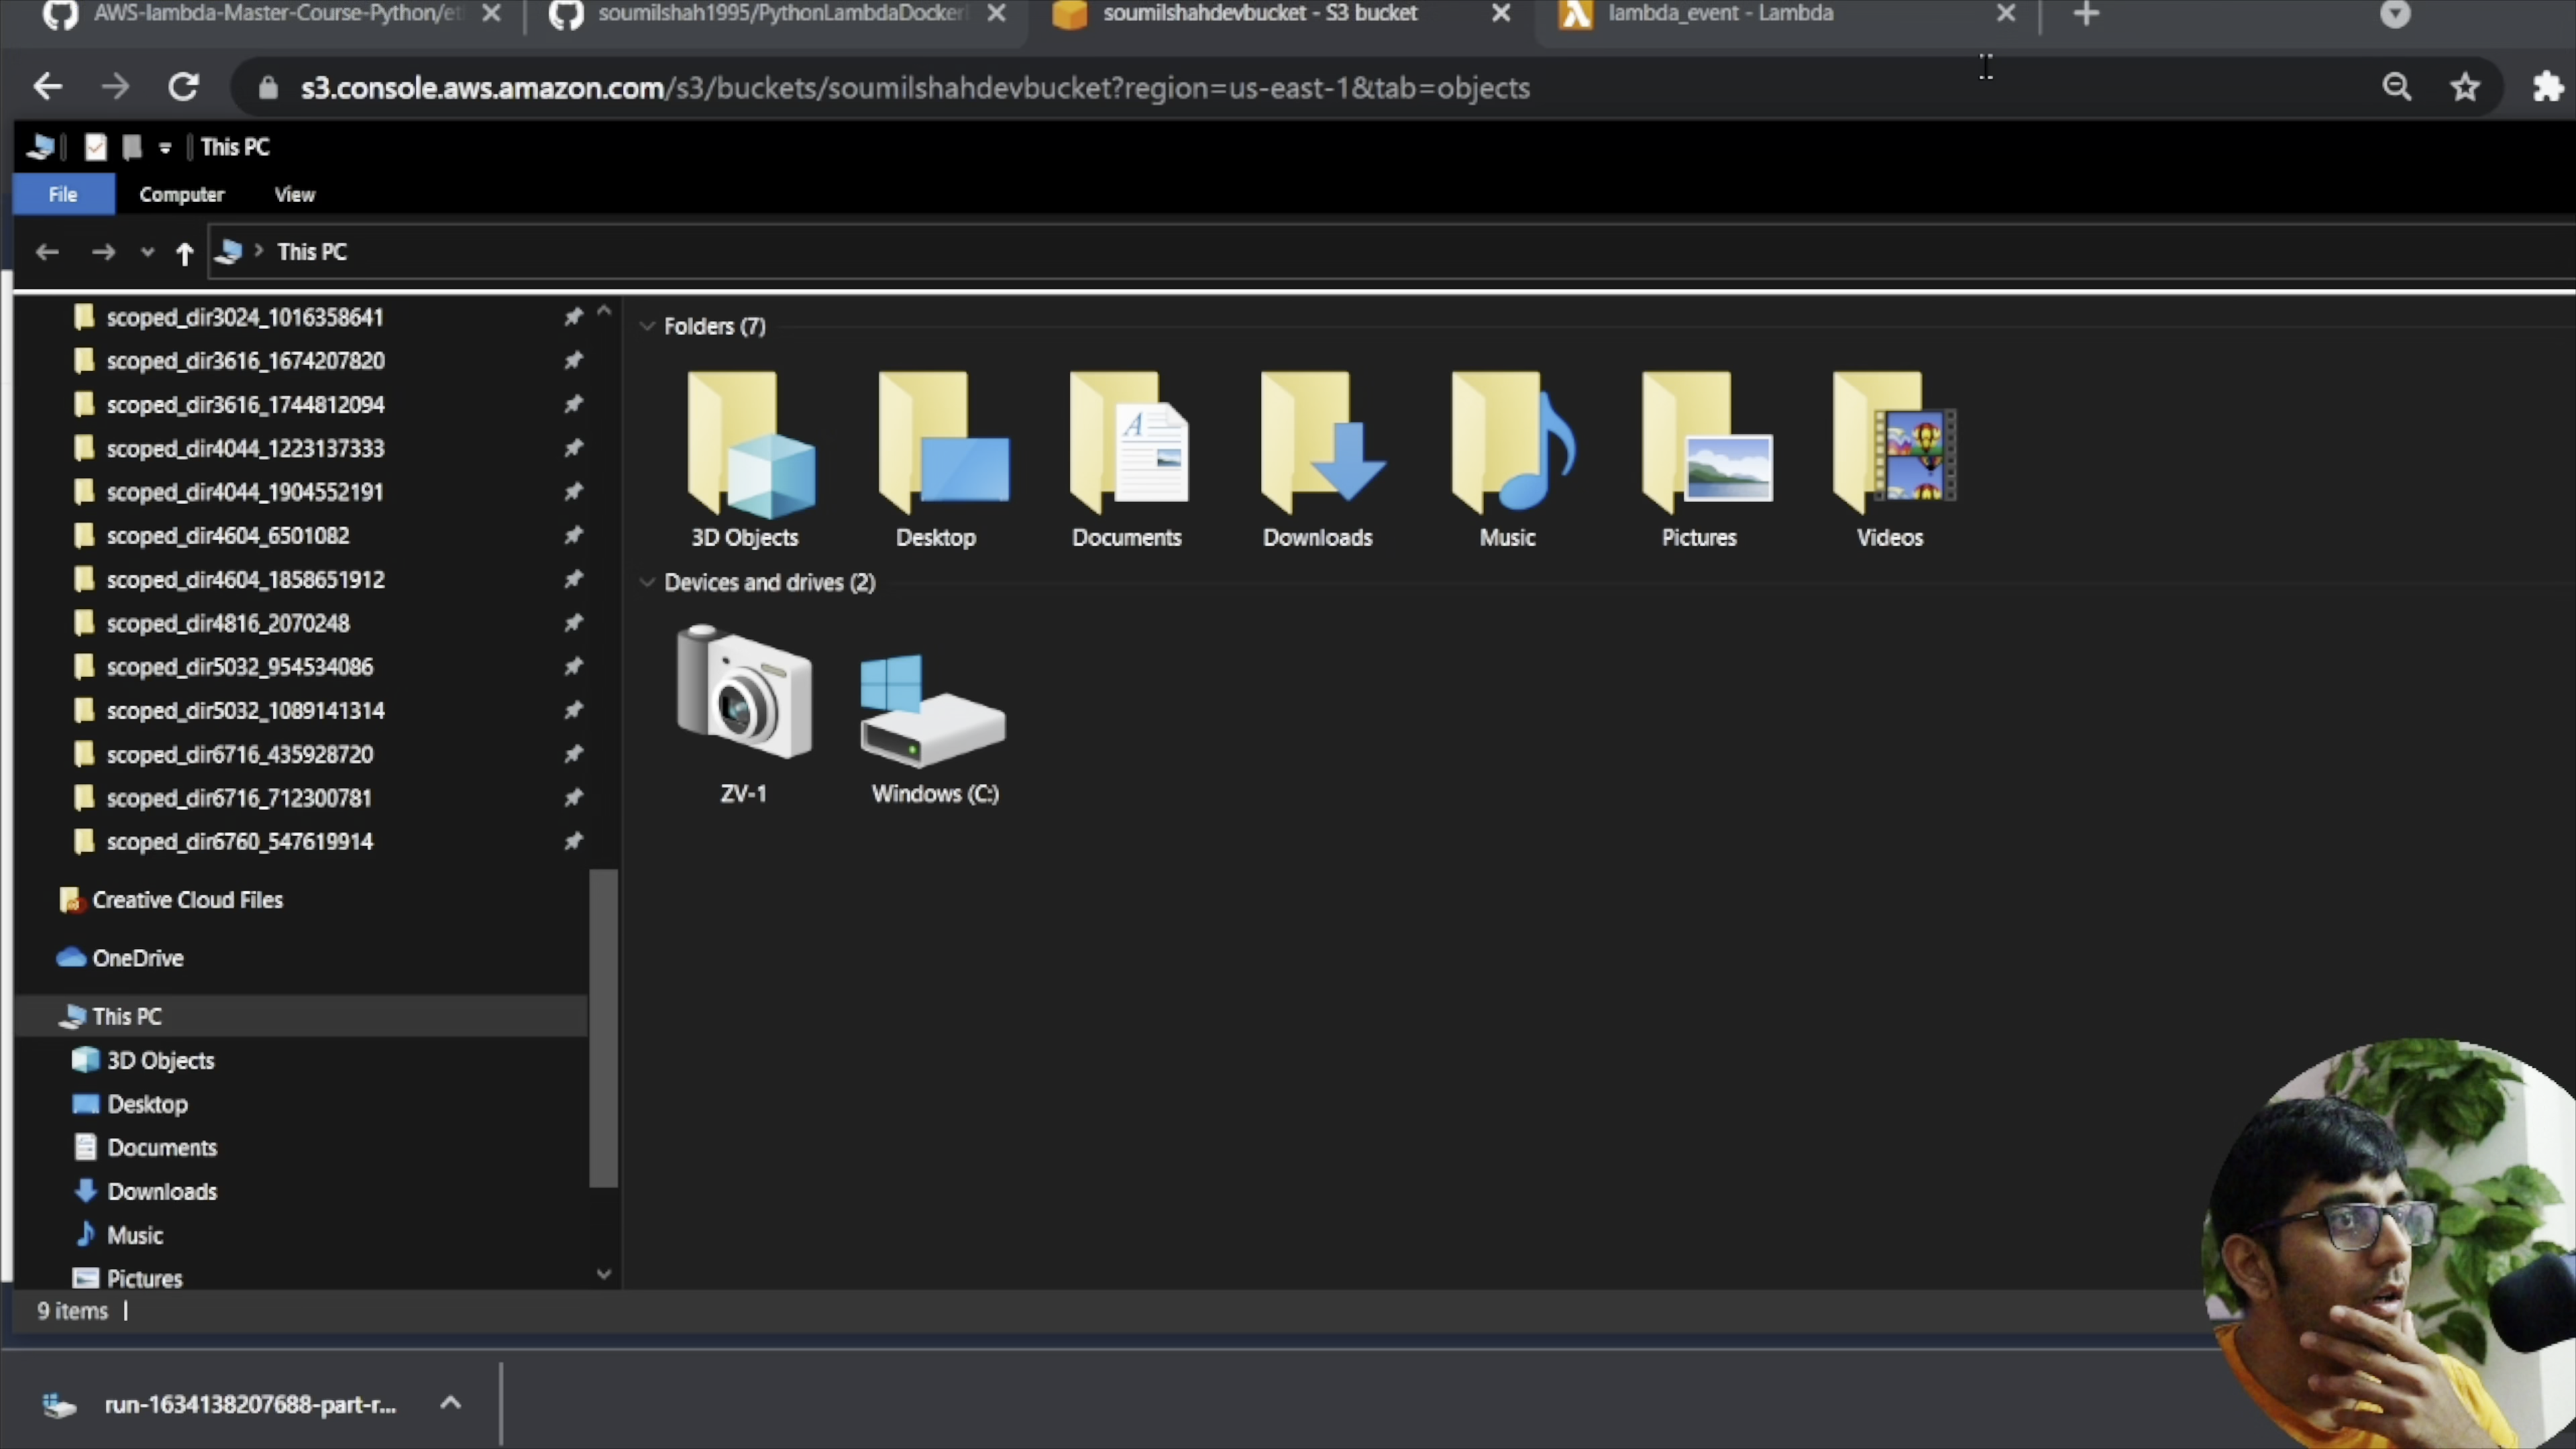 AWS-lambda-Master-Course-Python/et
soumilshah1995/PythonLambdaDocker
soumilshahdevbucket - S3 bucket
lambda_event - Lambda
s3.console.aws.amazon.com/s3/buckets/soumilshahdevbucket?region=us-east-1&tab=objects
This PC
File
Computer
View
This PC
scoped_dir3024_1016358641
scoped_dir3616_1674207820
scoped_dir3616_1744812094
scoped_dir4044_1223137333
scoped_dir4044_1904552191
scoped_dir4604_6501082
scoped_dir4604_1858651912
scoped_dir4816_2070248
scoped_dir5032_954534086
scoped_dir5032_1089141314
scoped_dir6716_435928720
scoped_dir6716_712300781
scoped_dir6760_547619914
Creative Cloud Files
OneDrive
This PC
3D Objects
Desktop
Documents
Downloads
Music
Pictures
Folders (7)
3D Objects
Desktop
Documents
Downloads
Music
Pictures
Videos
Devices and drives (2)
ZV-1
Windows (C:)
9 items
run-1634138207688-part-r...